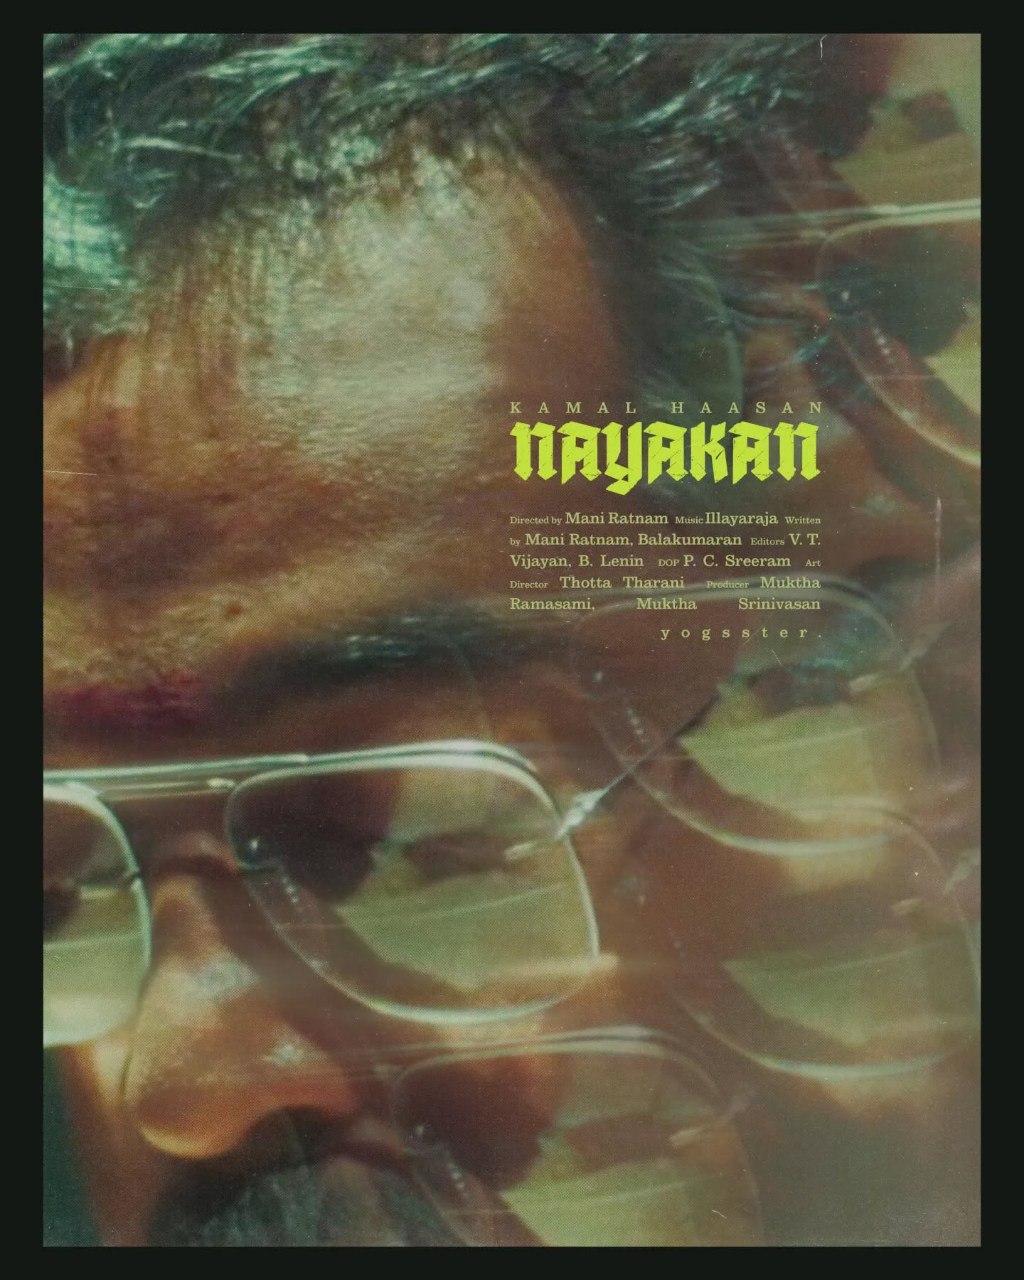 KAMAL HAASAN
NAYAKAN
Directed by Mani Ratnam Music Illayaraja Written
by Mani Ratnam, Balakumaran Editors V. T.
Vijayan, B. Lenin DOP P. C. Sreeram Art
Director Thotta Tharani Producer Muktha
Ramasami, Muktha Srinivasan
yogsster.